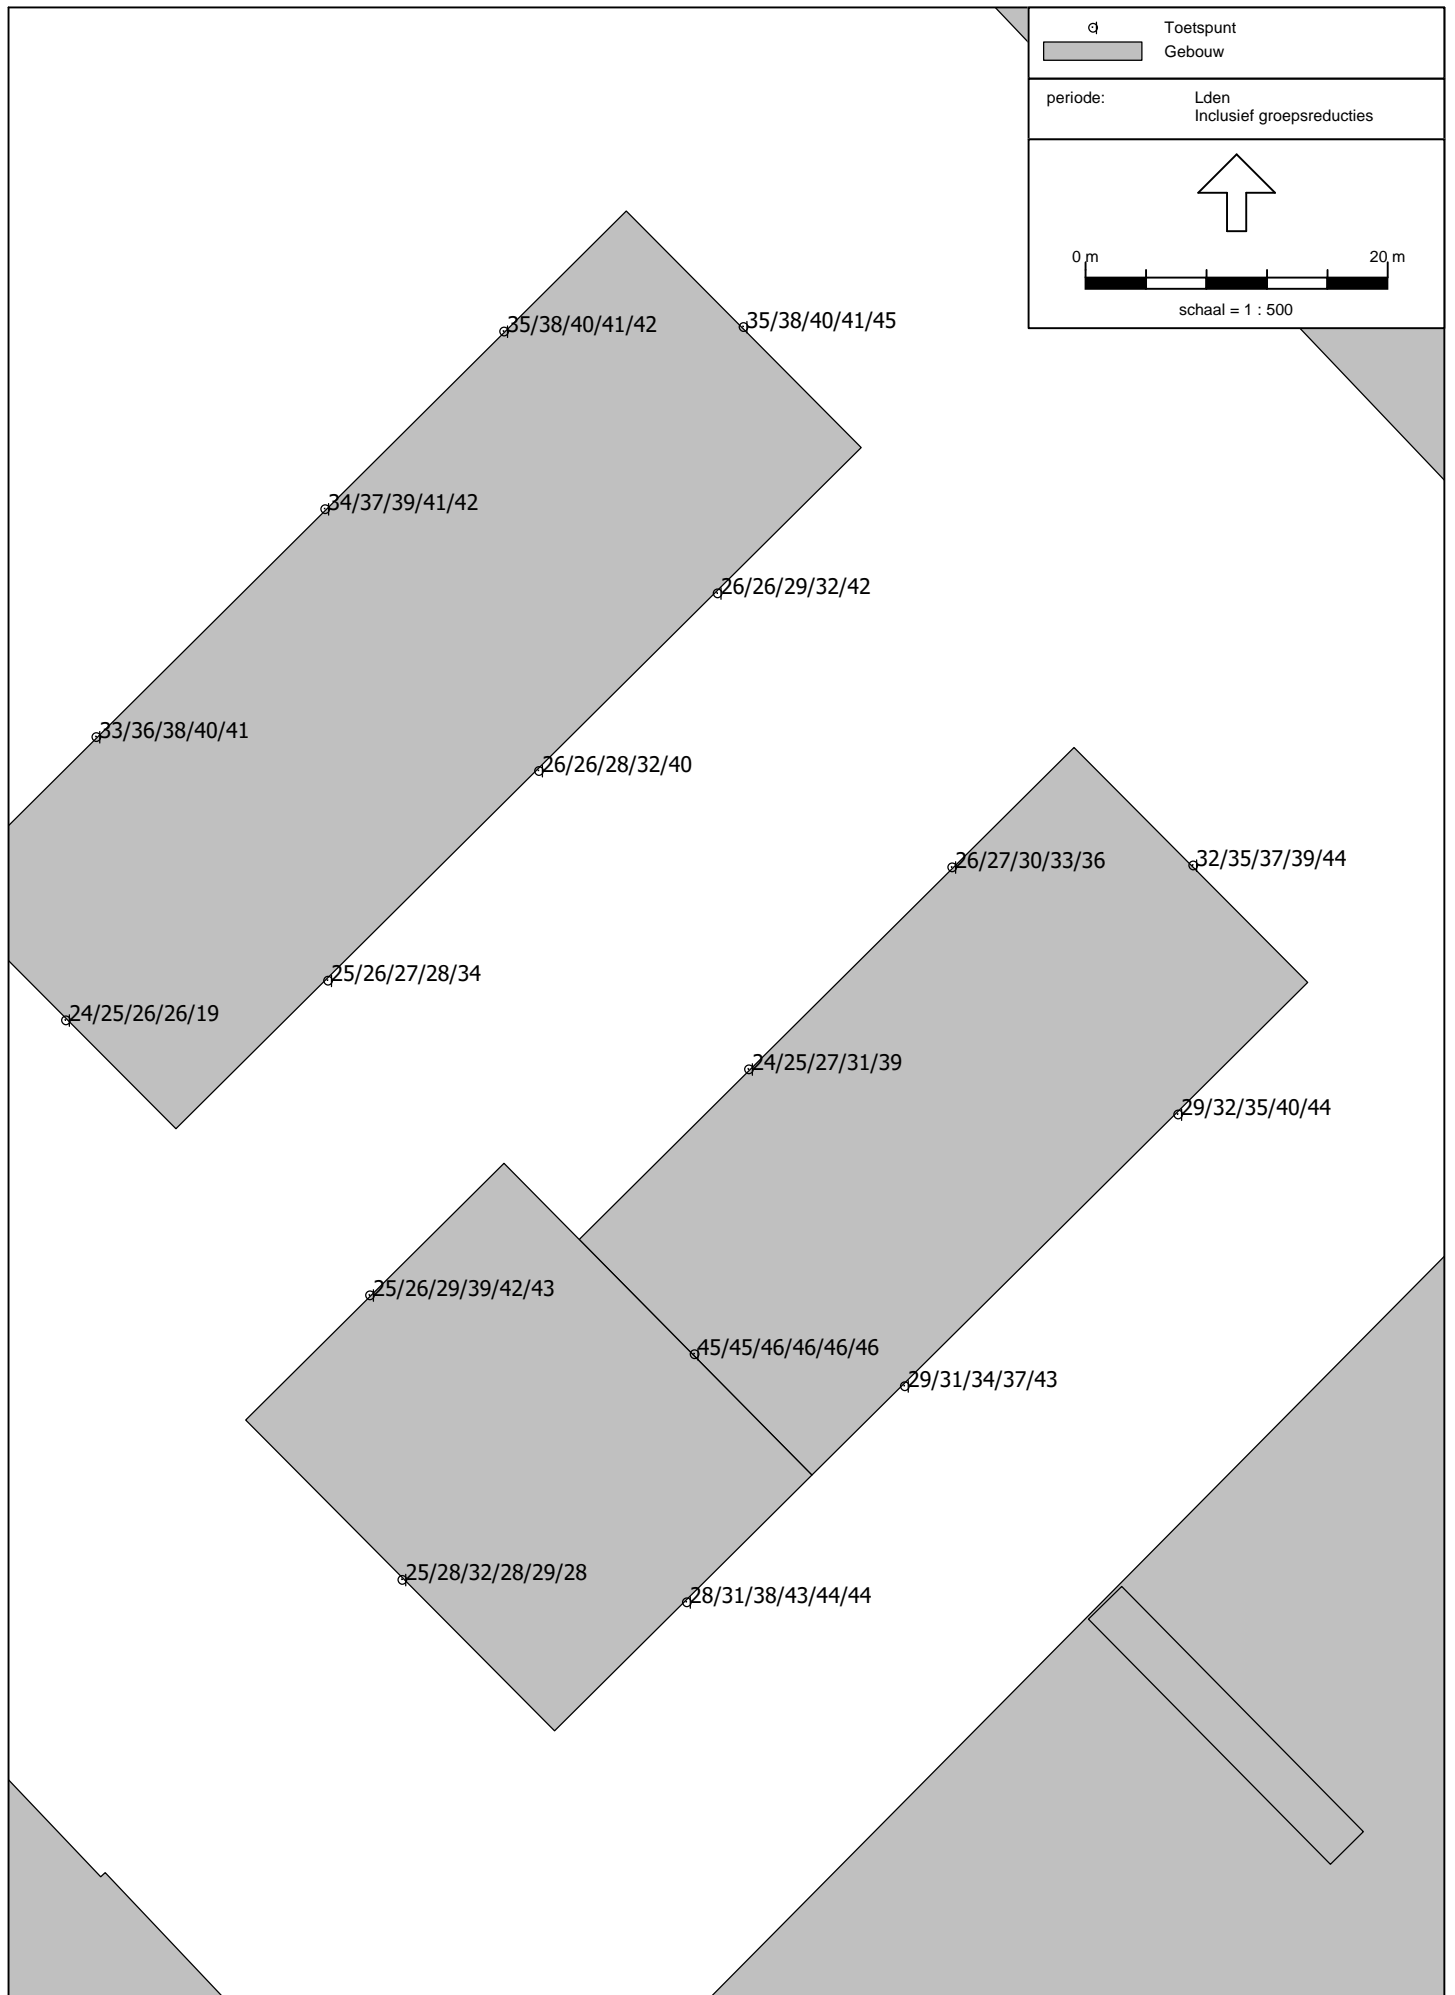 Toetspunt
Gebouw
periode: Lden
Inclusief groepsreducties
0 m 20 m
schaal = 1 : 500
35/38/40/41/42
35/38/40/41/45
34/37/39/41/42
26/26/29/32/42
33/36/38/40/41
26/26/28/32/40
26/27/30/33/36
32/35/37/39/44
25/26/27/28/34
24/25/26/26/19
24/25/27/31/39
29/32/35/40/44
25/26/29/39/42/43
45/45/46/46/46/46
29/31/34/37/43
25/28/32/28/29/28
28/31/38/43/44/44